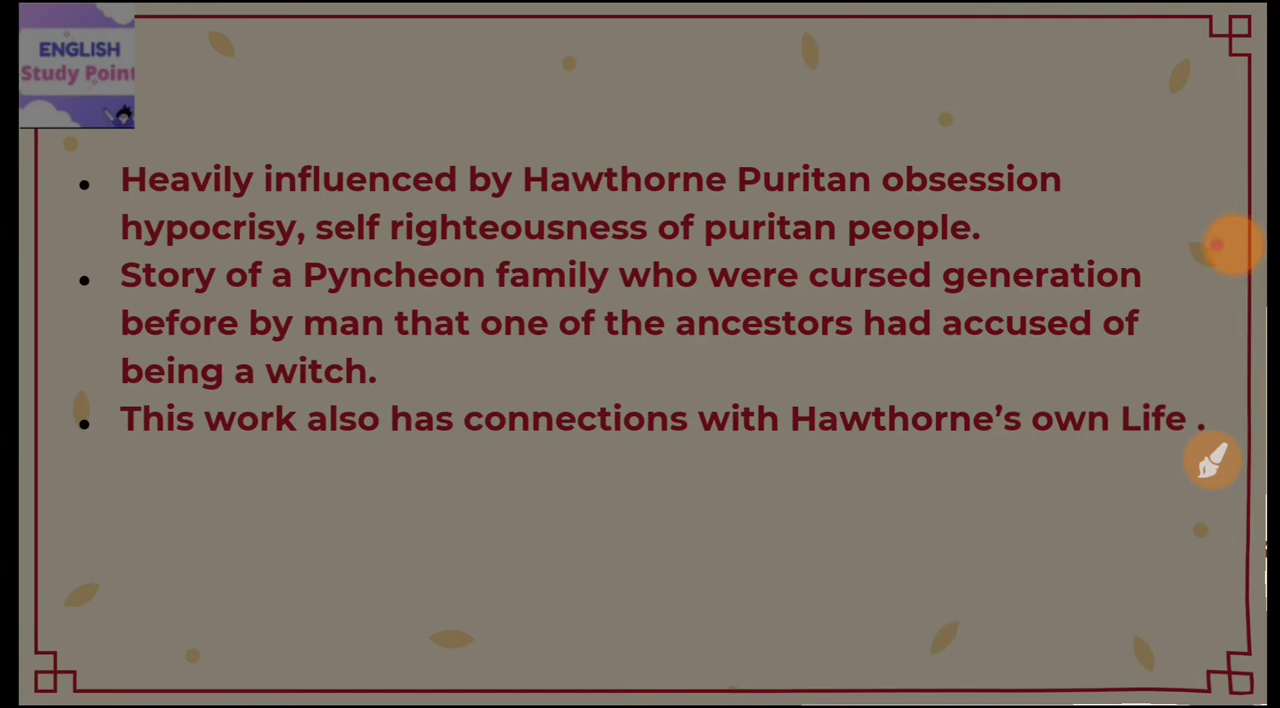 ENGLISH
Study Point
Heavily influenced by Hawthorne Puritan obsession
hypocrisy, self righteousness of puritan people.
Story of a Pyncheon family who were cursed generation
before by man that one of the ancestors had accused of
being a witch.
This work also has connections with Hawthorne’s own Life .